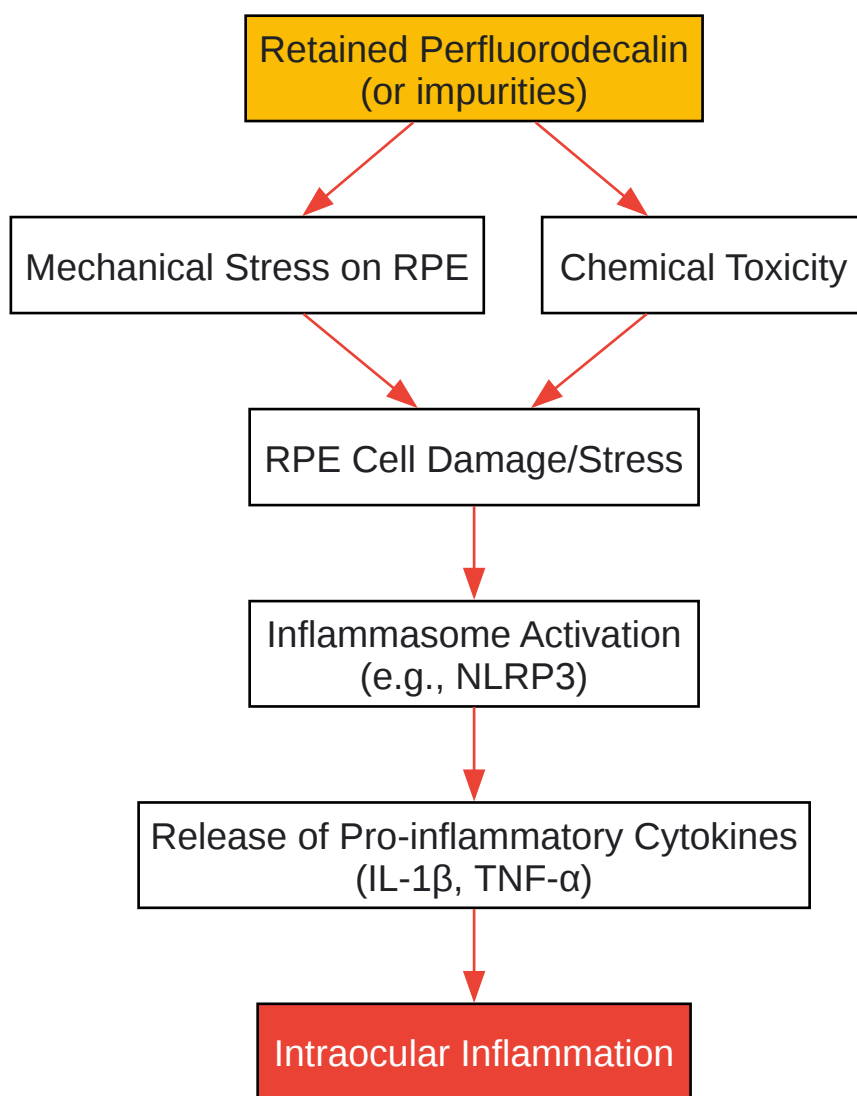 Retained Perfluorodecalin
(or impurities)
Mechanical Stress on RPE
Chemical Toxicity
RPE Cell Damage/Stress
Inflammasome Activation
(e.g., NLRP3)
Release of Pro-inflammatory Cytokines
(IL-1β, TNF-α)
Intraocular Inflammation